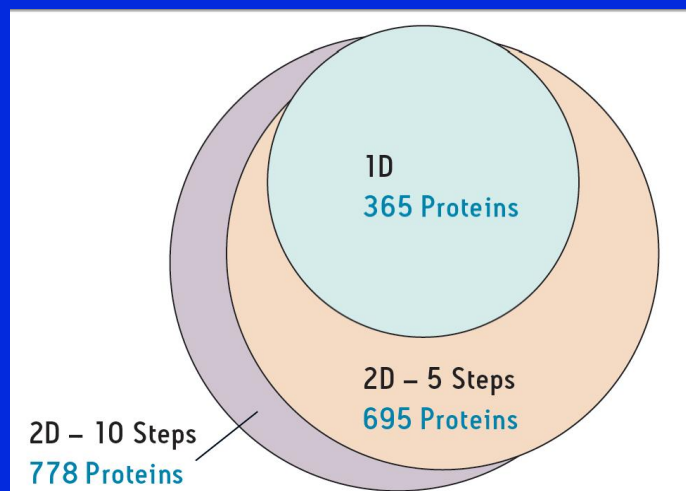 1D
365 Proteins
2D – 5 Steps
695 Proteins
2D – 10 Steps
778 Proteins